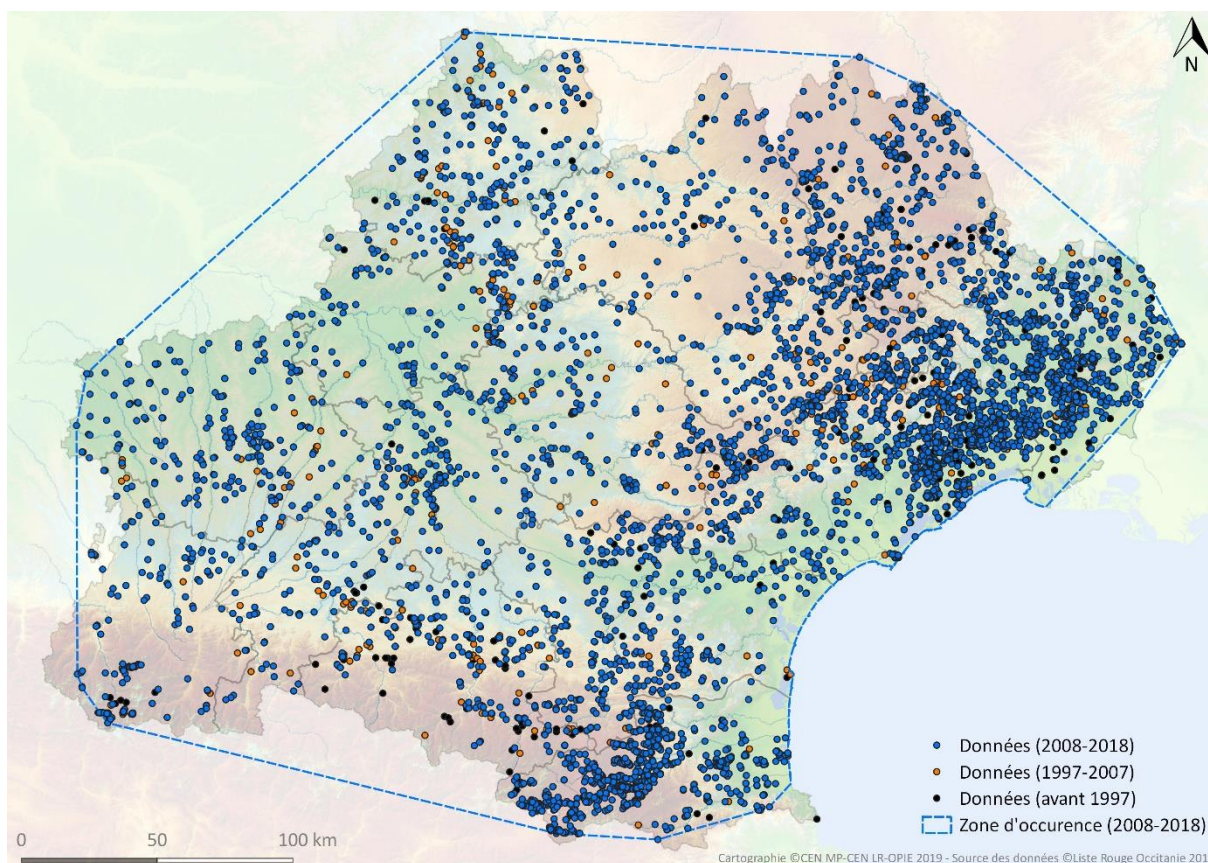 N
Données (2008-2018)
Données (1997-2007)
Données (avant 1997)
Zone d'occurence (2008-2018)
0 50 100 km
Cartographie ©CEN MP-CEN LR-OPIE 2019 - Source des données ©Liste Rouge Occitanie 201